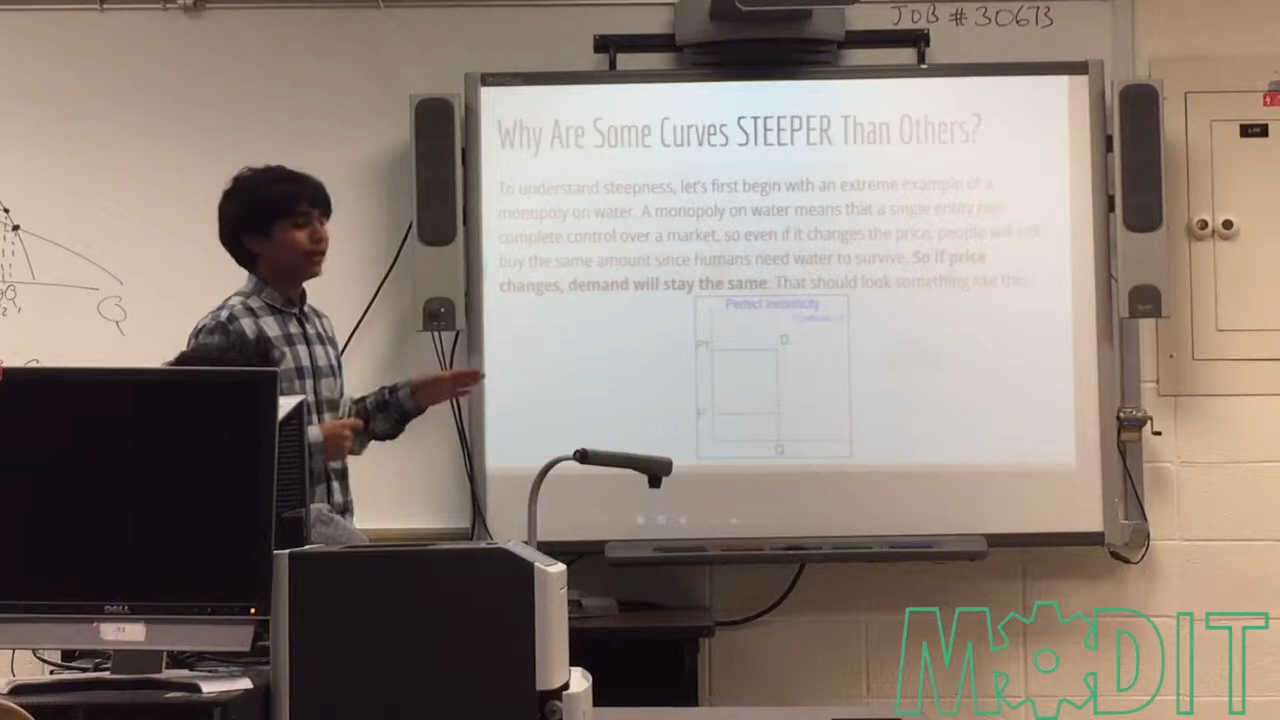 JOB #30673
Why Are Some Curves STEEPER Than Others?
To understand steepness, let's first begin with an extreme example of a
monopoly on water. A monopoly on water means that a single entity has
complete control over a market, so even if it changes the price, people will still
buy the same amount since humans need water to survive. So if price
changes, demand will stay the same. That should look something like this:
Perfect Inelasticity
P1
D
Q
Q
DELL
MODIT